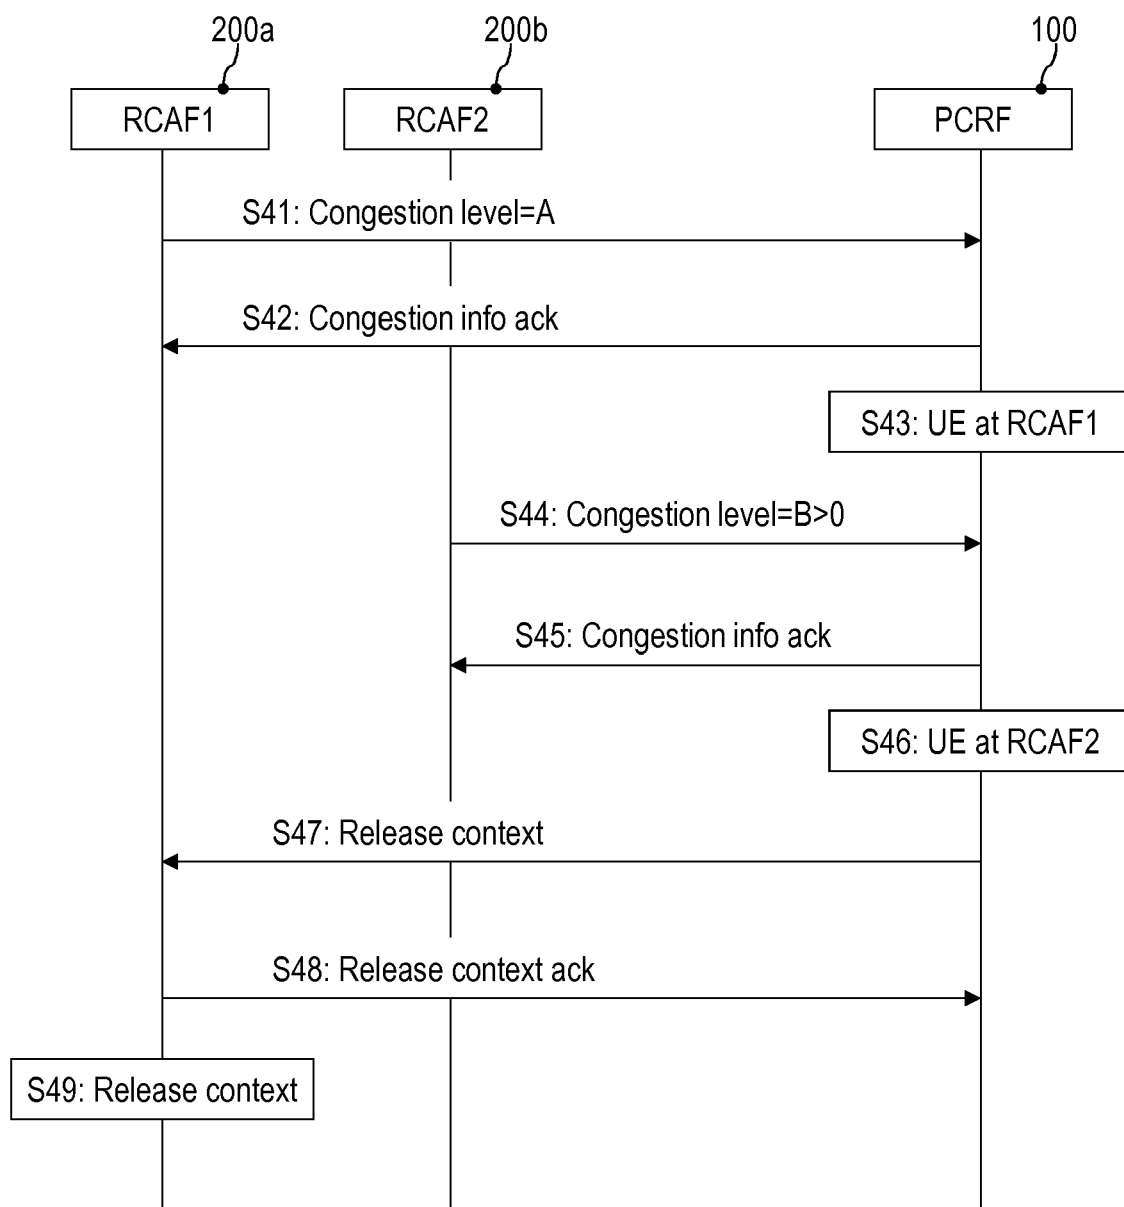 200a
200b
100
RCAF1
RCAF2
PCRF
S41: Congestion level=A
S42: Congestion info ack
S43: UE at RCAF1
S44: Congestion level=B>0
S45: Congestion info ack
S46: UE at RCAF2
S47: Release context
S48: Release context ack
S49: Release context